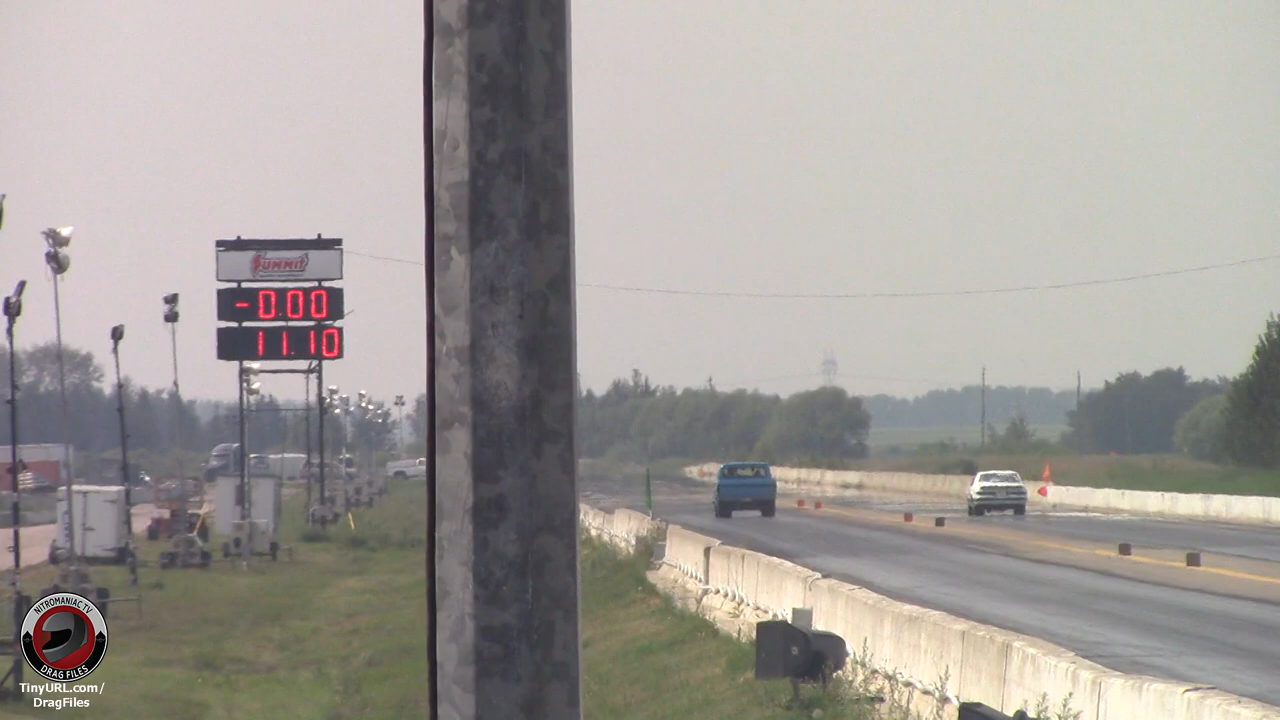 SUMMIT
-0.00
11.10
NITROMANIAC TV
DRAG FILES
TinyURL.com/
DragFiles